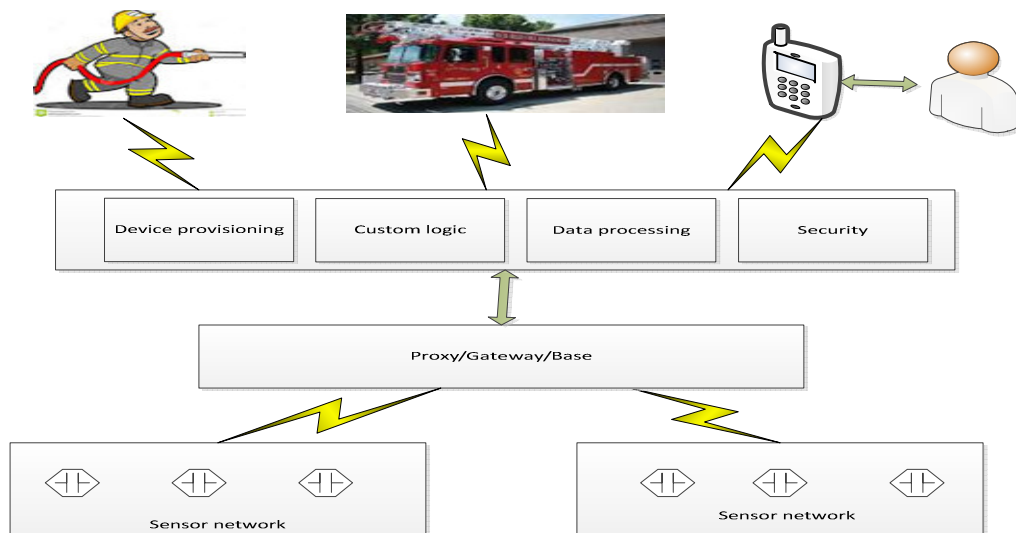 Device provisioning
Custom logic
Data processing
Security
Proxy/Gateway/Base
Sensor network
Sensor network